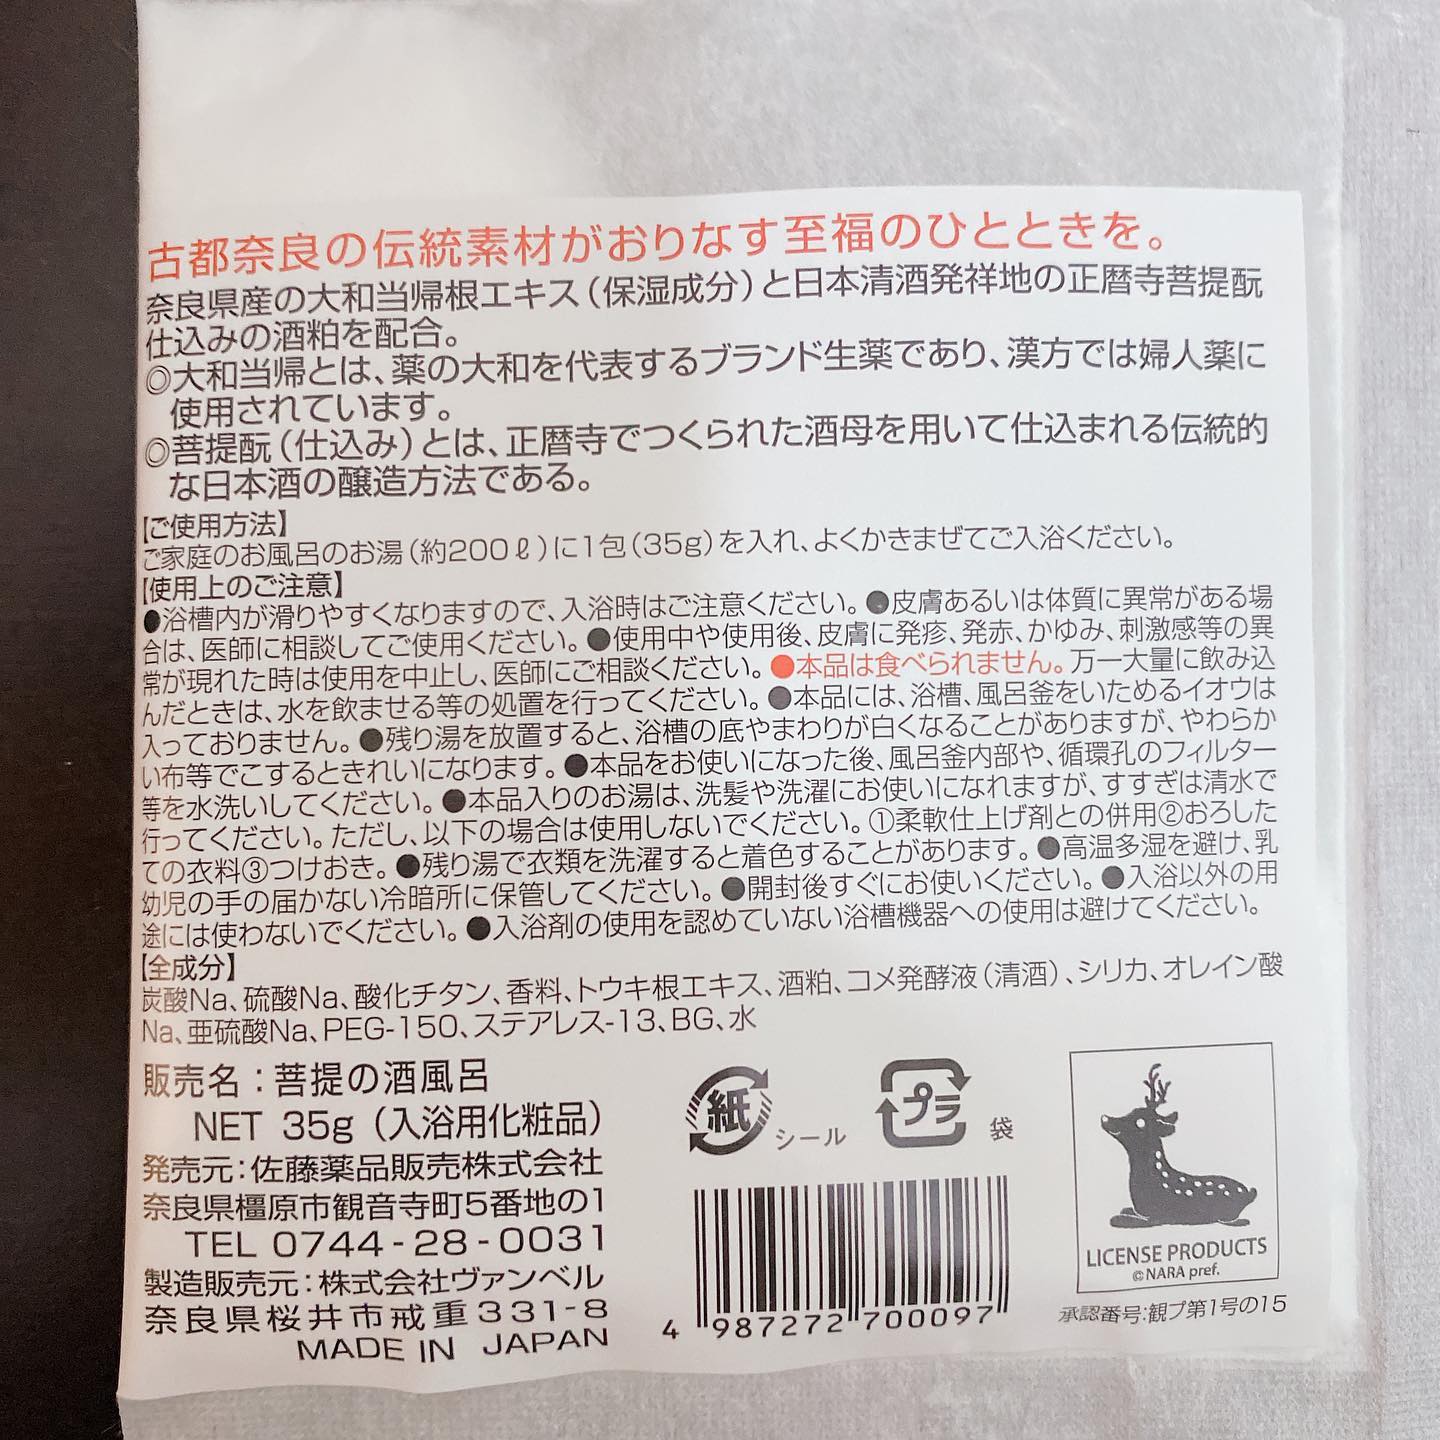 古都奈良の伝統素材がおりなす至福のひとときを。
奈良県産の大和当帰根エキス(保湿成分)と日本清酒発祥地の正暦寺菩提酛
仕込みの酒粕を配合。
◎大和当帰とは、薬の大和を代表するブランド生薬であり、漢方では婦人薬に
使用されています。
◎菩提酛(仕込み)とは、正暦寺でつくられた酒母を用いて仕込まれる伝統的
な日本酒の醸造方法である。
【ご使用方法】
ご家庭のお風呂のお湯(約200ℓ)に1包(35g)を入れ、よくかきまぜてご入浴ください。
【使用上のご注意】
●浴槽内が滑りやすくなりますので、入浴時はご注意ください。●皮膚あるいは体質に異常がある場
合は、医師に相談してご使用ください。●使用中や使用後、皮膚に発疹、発赤、かゆみ、刺激感等の異
常が現れた時は使用を中止し、医師にご相談ください。●本品は食べられません。万一大量に飲み込
んだときは、水を飲ませる等の処置を行ってください。●本品には、浴槽、風呂釜をいためるイオウは
入っておりません。●残り湯を放置すると、浴槽の底やまわりが白くなることがありますが、やわらか
い布等でこするときれいになります。●本品をお使いになった後、風呂釜内部や、循環孔のフィルター
等を水洗いしてください。●本品入りのお湯は、洗髪や洗濯にお使いになれますが、すすぎは清水で
行ってください。ただし、以下の場合は使用しないでください。①柔軟仕上げ剤との併用②おろした
ての衣料③つけおき。●残り湯で衣類を洗濯すると着色することがあります。●高温多湿を避け、乳
幼児の手の届かない冷暗所に保管してください。●開封後すぐにお使いください。●入浴以外の用
途には使わないでください。●入浴剤の使用を認めていない浴槽機器への使用は避けてください。
【全成分】
炭酸Na、硫酸Na、酸化チタン、香料、トウキ根エキス、酒粕、コメ発酵液(清酒)、シリカ、オレイン酸
Na、亜硫酸Na、PEG-150、ステアレス-13、BG、水
販売名:菩提の酒風呂
NET 35g(入浴用化粧品)
発売元:佐藤薬品販売株式会社
奈良県橿原市観音寺町5番地の1
TEL 0744-28-0031
製造販売元:株式会社ヴァンベル
奈良県桜井市戒重331-8
MADE IN JAPAN
紙
シール
プラ
袋
4 987272 700097
LICENSE PRODUCTS
©NARA pref.
承認番号:観プ第1号の15